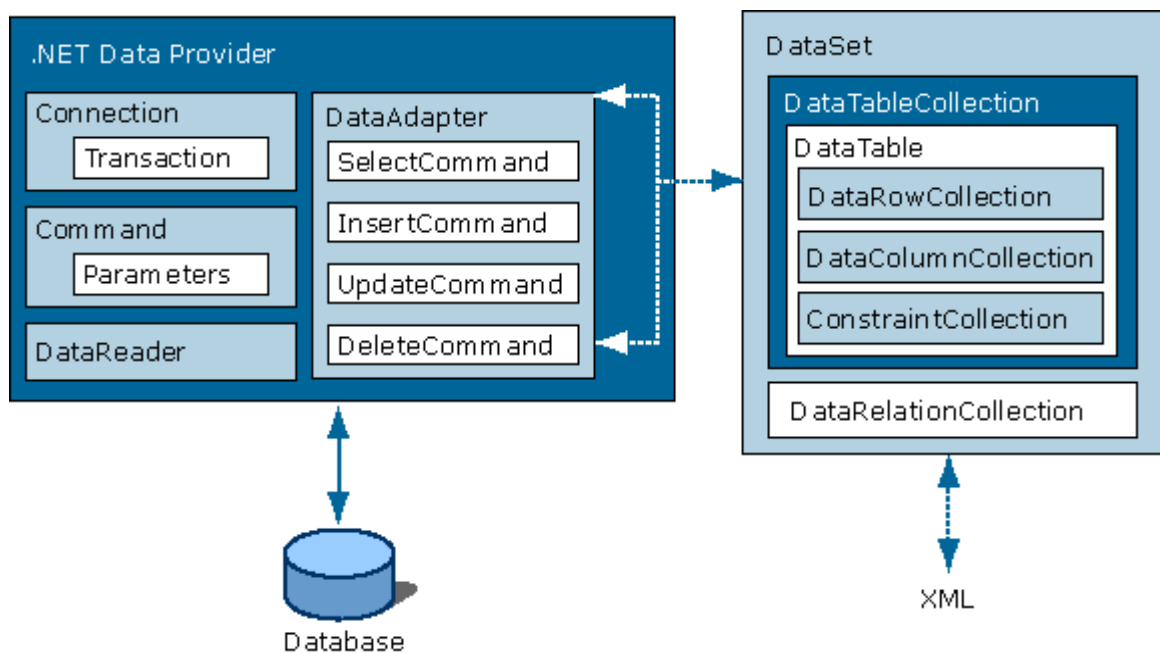 .NET Data Provider
Connection
Transaction
Command
Parameters
DataReader
DataAdapter
SelectCommand
InsertCommand
UpdateCommand
DeleteCommand
Database
DataSet
DataTableCollection
DataTable
DataRowCollection
DataColumnCollection
ConstraintCollection
DataRelationCollection
XML